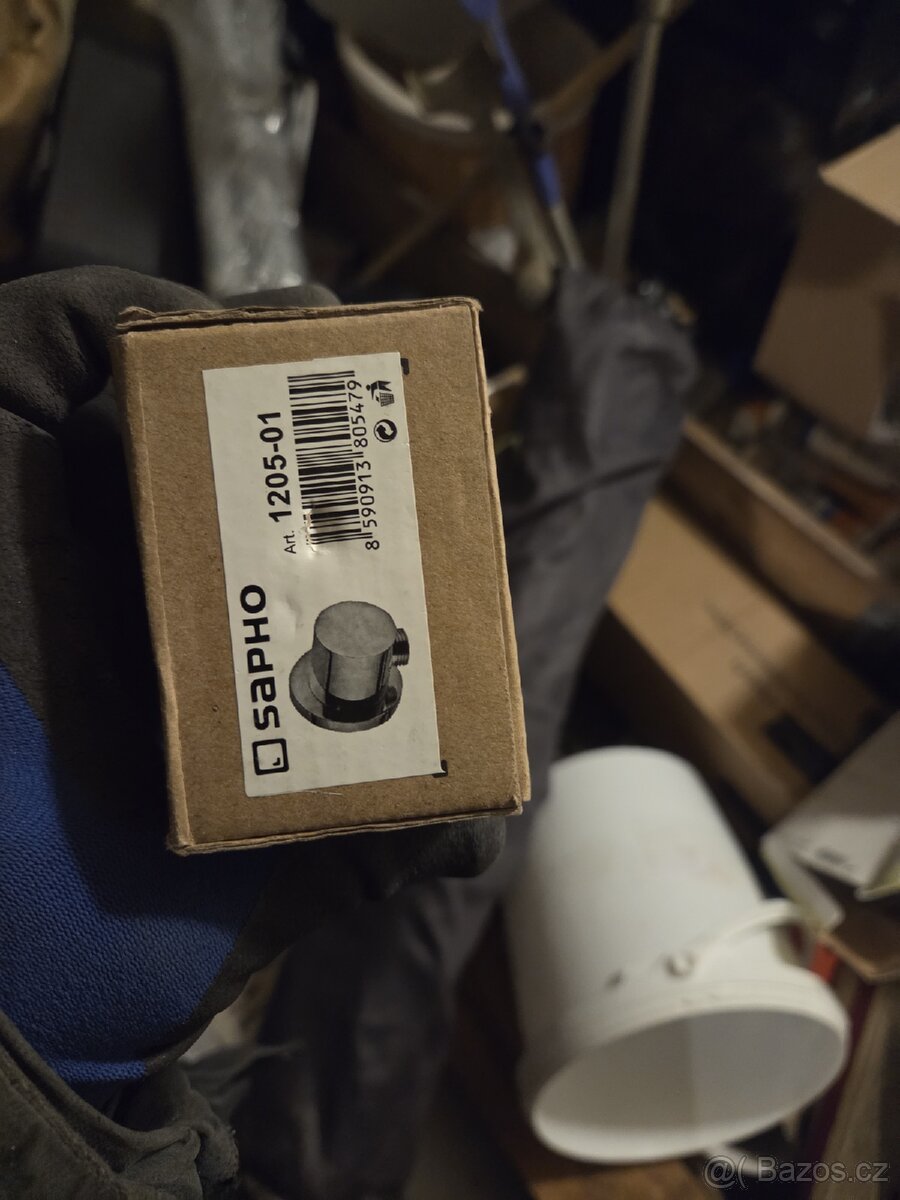 SAPHO
Art. 1205-01
8 590913 805479
@( Bazos.cz